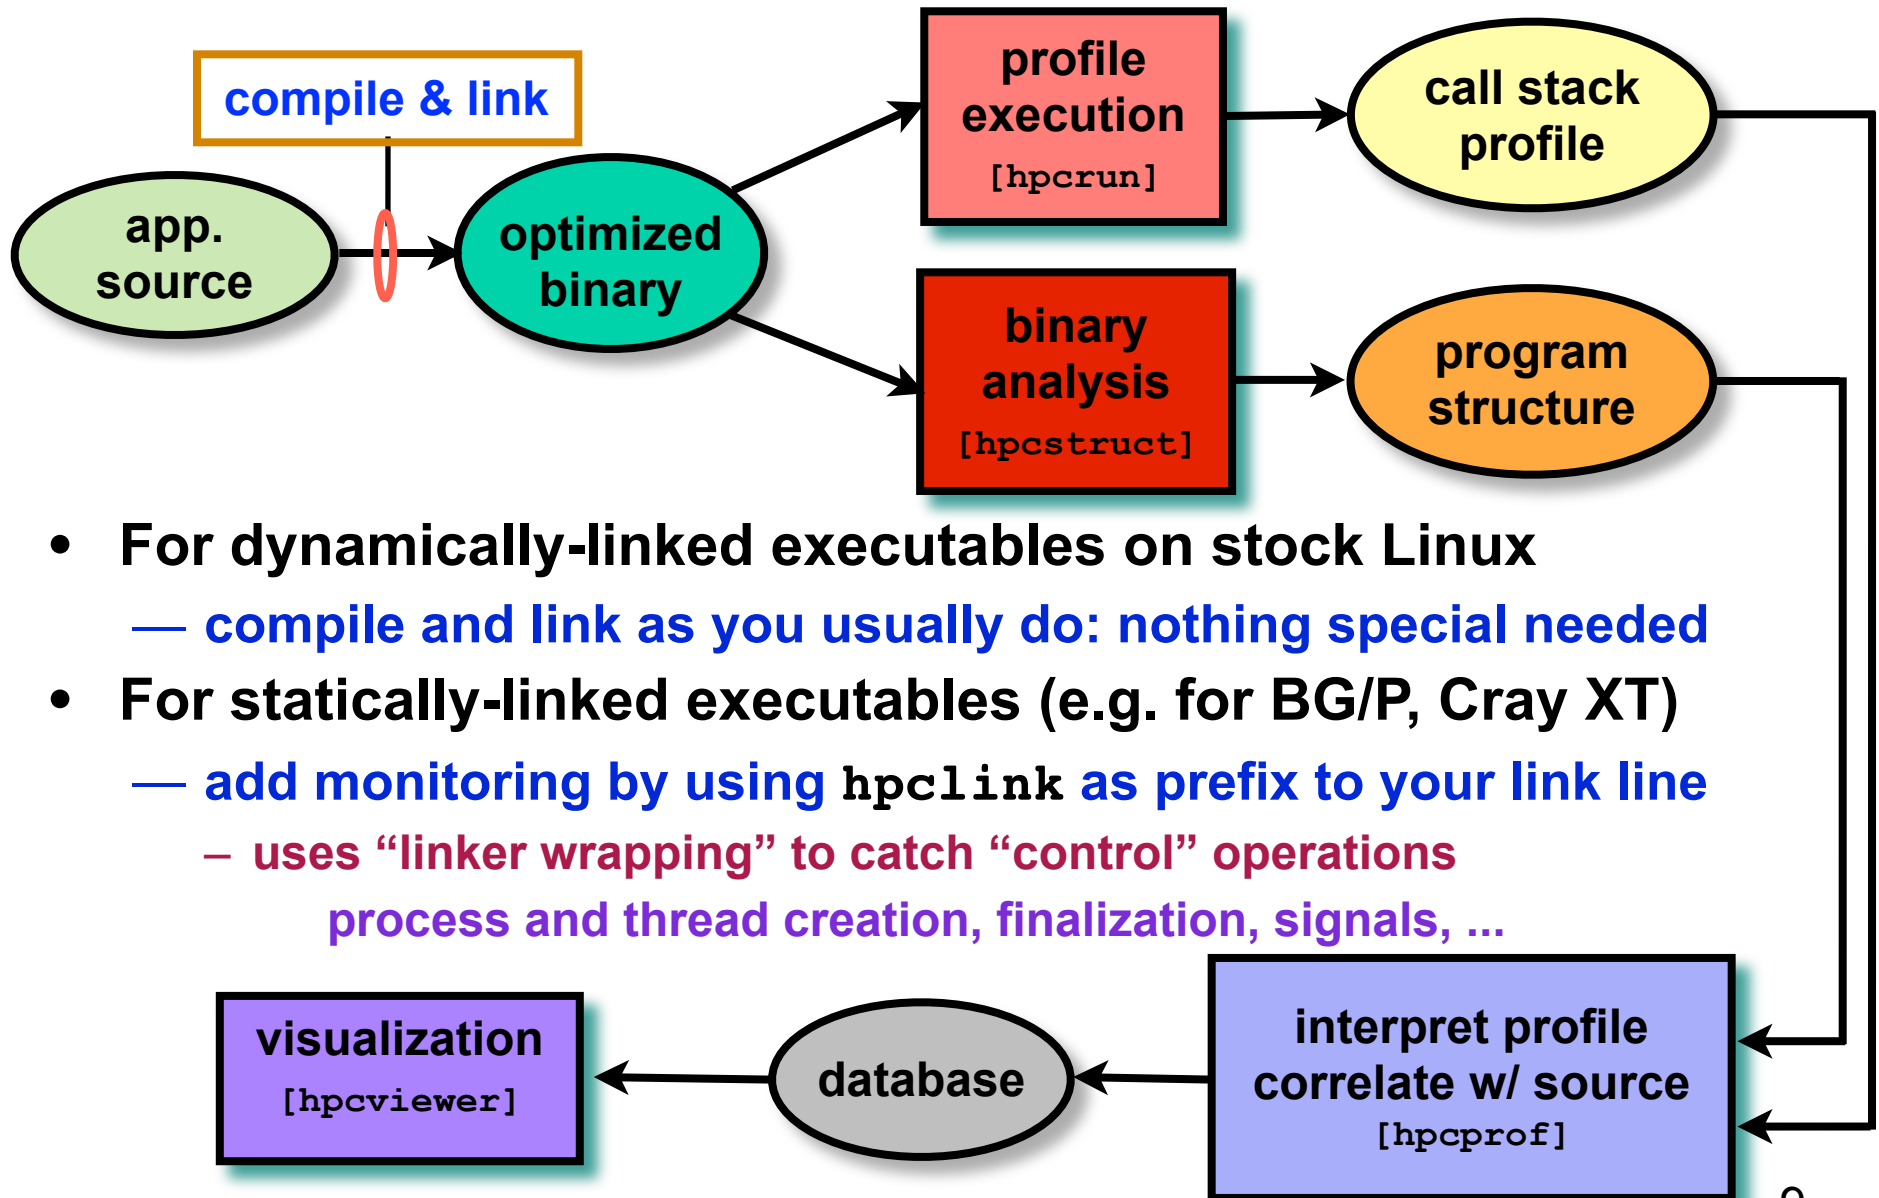 compile & link
app.
source
optimized
binary
profile
execution
[hpcrun]
call stack
profile
binary
analysis
[hpcstruct]
program
structure
• For dynamically-linked executables on stock Linux
— compile and link as you usually do: nothing special needed
• For statically-linked executables (e.g. for BG/P, Cray XT)
— add monitoring by using hpclink as prefix to your link line
– uses “linker wrapping” to catch “control” operations
process and thread creation, finalization, signals, ...
visualization
[hpcviewer]
database
interpret profile
correlate w/ source
[hpcprof]